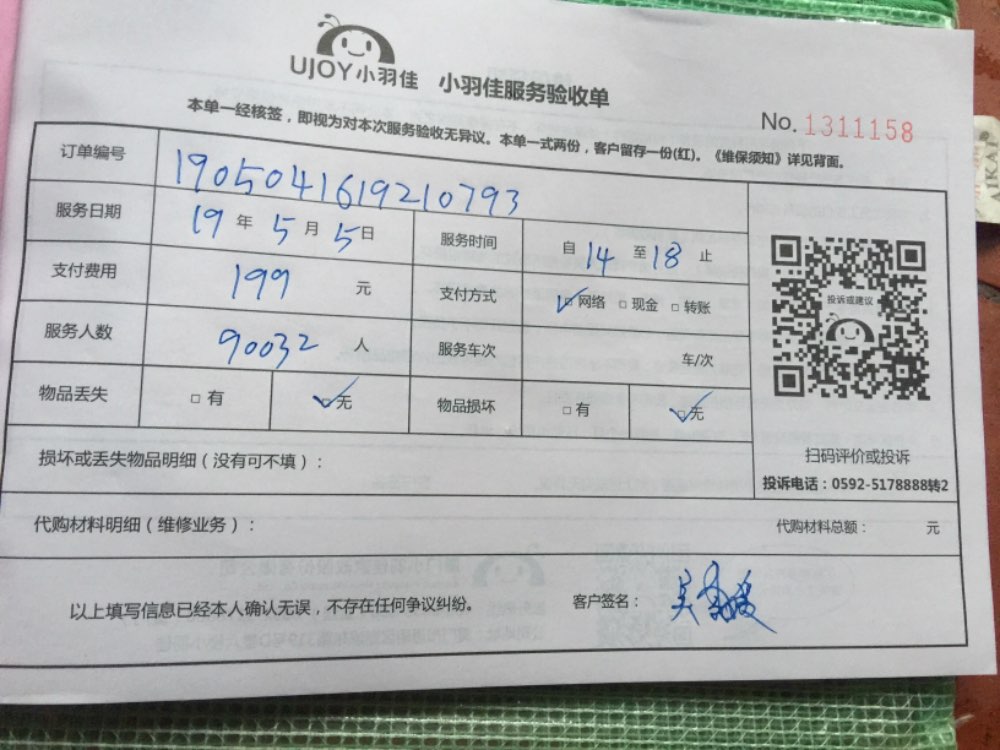 UJOY小羽佳 小羽佳服务验收单
No. 1311158
本单一经核签，即视为对本次服务验收无异议。本单一式两份，客户留存一份(红)。《维保须知》详见背面。
订单编号 1905041619210793
服务日期 19 年 5 月 5 日 服务时间 自 14 至 18 止
支付费用 199 元 支付方式 ✓□ 网络 □ 现金 □ 转账
服务人数 90032 人 服务车次 车/次
物品丢失 □ 有 ✓□ 无 物品损坏 □ 有 ✓□ 无
投诉或建议
扫码评价或投诉
投诉电话：0592-5178888转2
损坏或丢失物品明细（没有可不填）：
代购材料明细（维修业务）： 代购材料总额： 元
以上填写信息已经本人确认无误，不存在任何争议纠纷。 客户签名： 吴
AIKAI